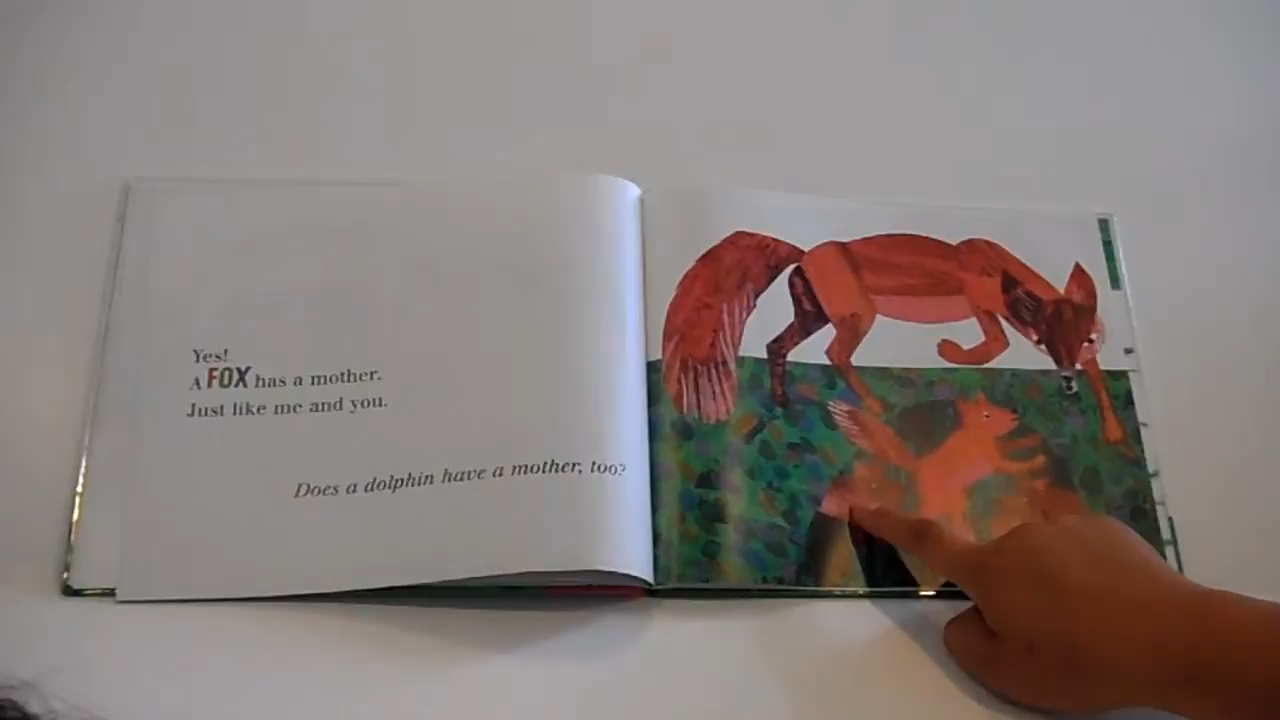 Yes!
A FOX has a mother.
Just like me and you.
Does a dolphin have a mother, too?